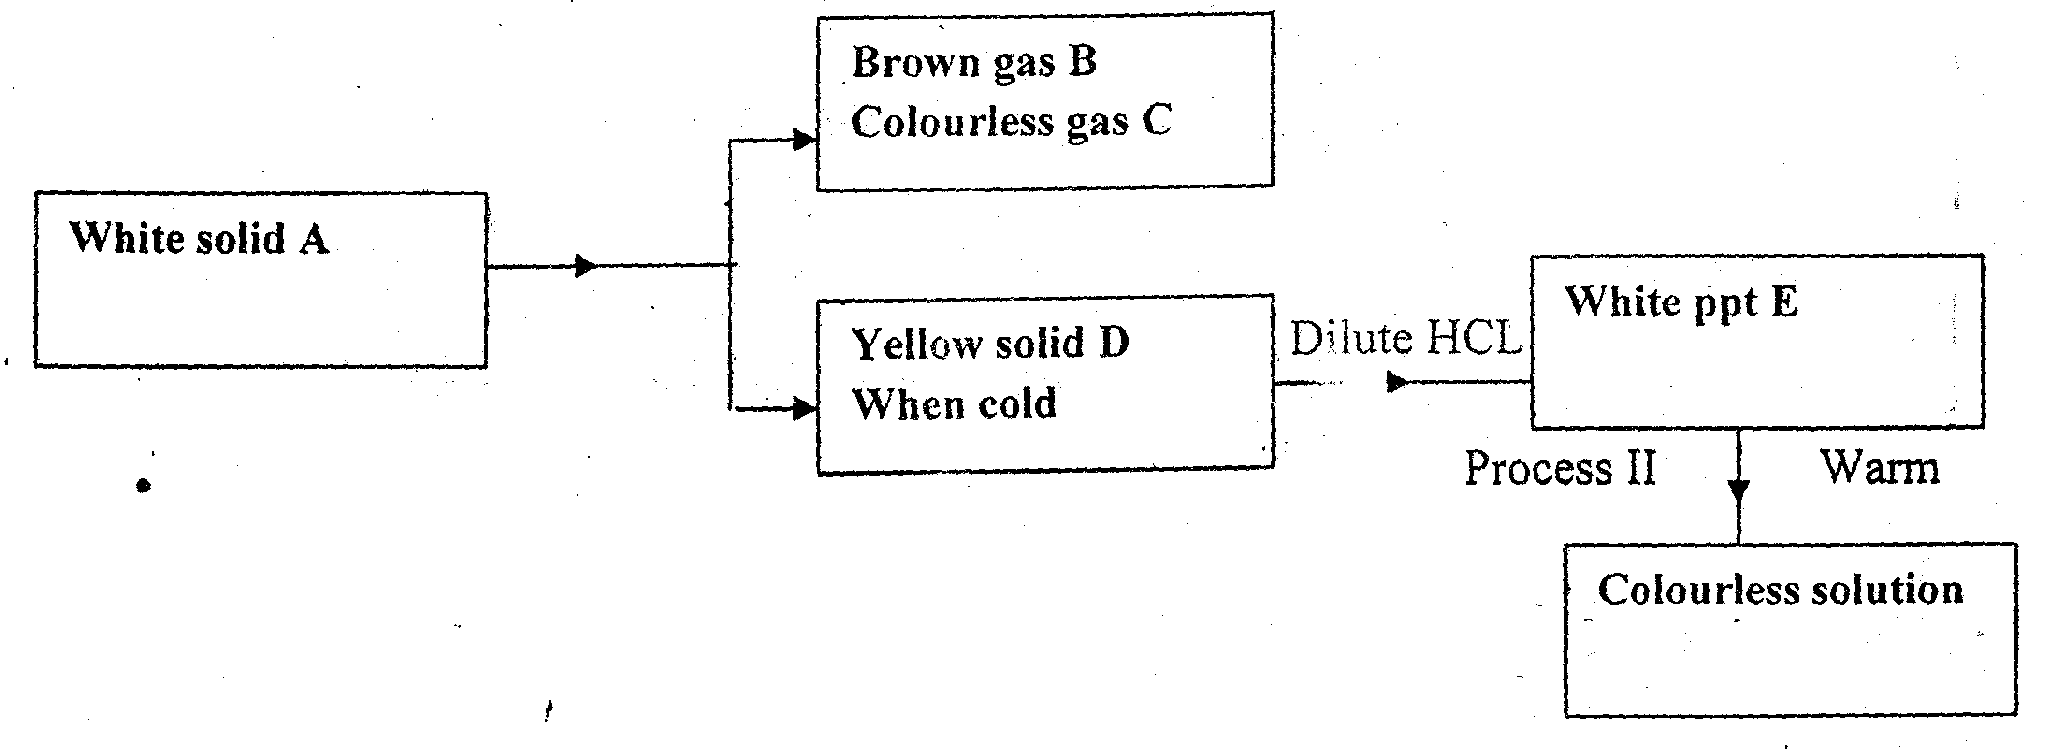 Brown gas B
Colourless gas C
White solid A
Yellow solid D
When cold
Dilute HCL
White ppt E
Process II
Warm
Colourless solution